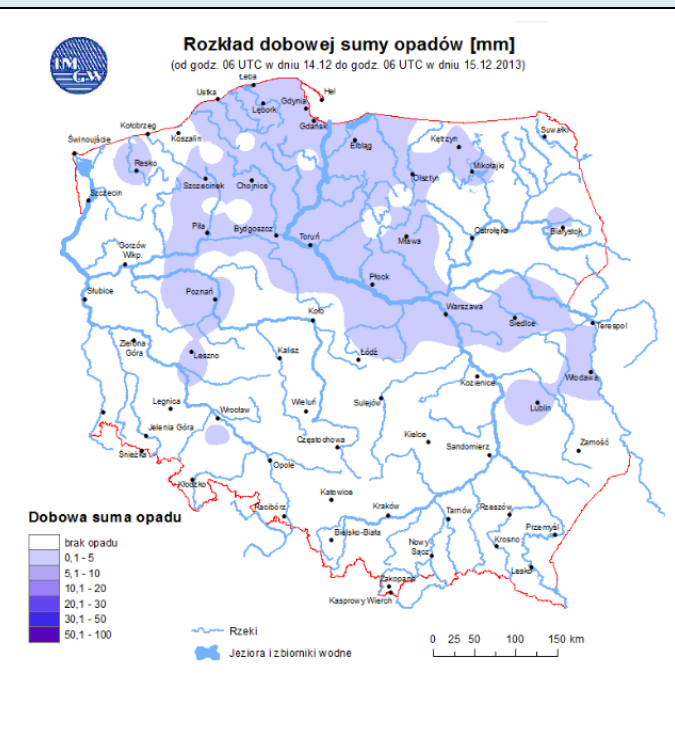 Rozkład dobowej sumy opadów [mm]
(od godz. 06 UTC w dniu 14.12 do godz. 06 UTC w dniu 15.12.2013)
IM
GW
Łeba
Ustka
Hel
Lębork
Gdynia
Gdańsk
Kołobrzeg
Koszalin
Świnoujście
Elbląg
Kętrzyn
Suwałki
Resko
Mikołajki
Olsztyn
Szczecinek
Chojnice
Szczecin
Piła
Bydgoszcz
Toruń
Mława
Ostrołęka
Białystok
Gorzów
Wlkp.
Płock
Słubice
Poznań
Koło
Warszawa
Siedlce
Terespol
Zielona
Góra
Leszno
Kalisz
Łódź
Włodawa
Kozienice
Legnica
Wrocław
Wieluń
Sulejów
Lublin
Jelenia Góra
Śnieżka
Częstochowa
Kielce
Sandomierz
Zamość
Opole
Kłodzko
Katowice
Racibórz
Kraków
Tarnów
Rzeszów
Bielsko-Biała
Przemyśl
Nowy
Sącz
Krosno
Lesko
Zakopane
Kasprowy Wierch
Dobowa suma opadu
brak opadu
0,1 - 5
5,1 - 10
10,1 - 20
20,1 - 30
30,1 - 50
50,1 - 100
Rzeki
Jeziora i zbiorniki wodne
0 25 50 100 150 km